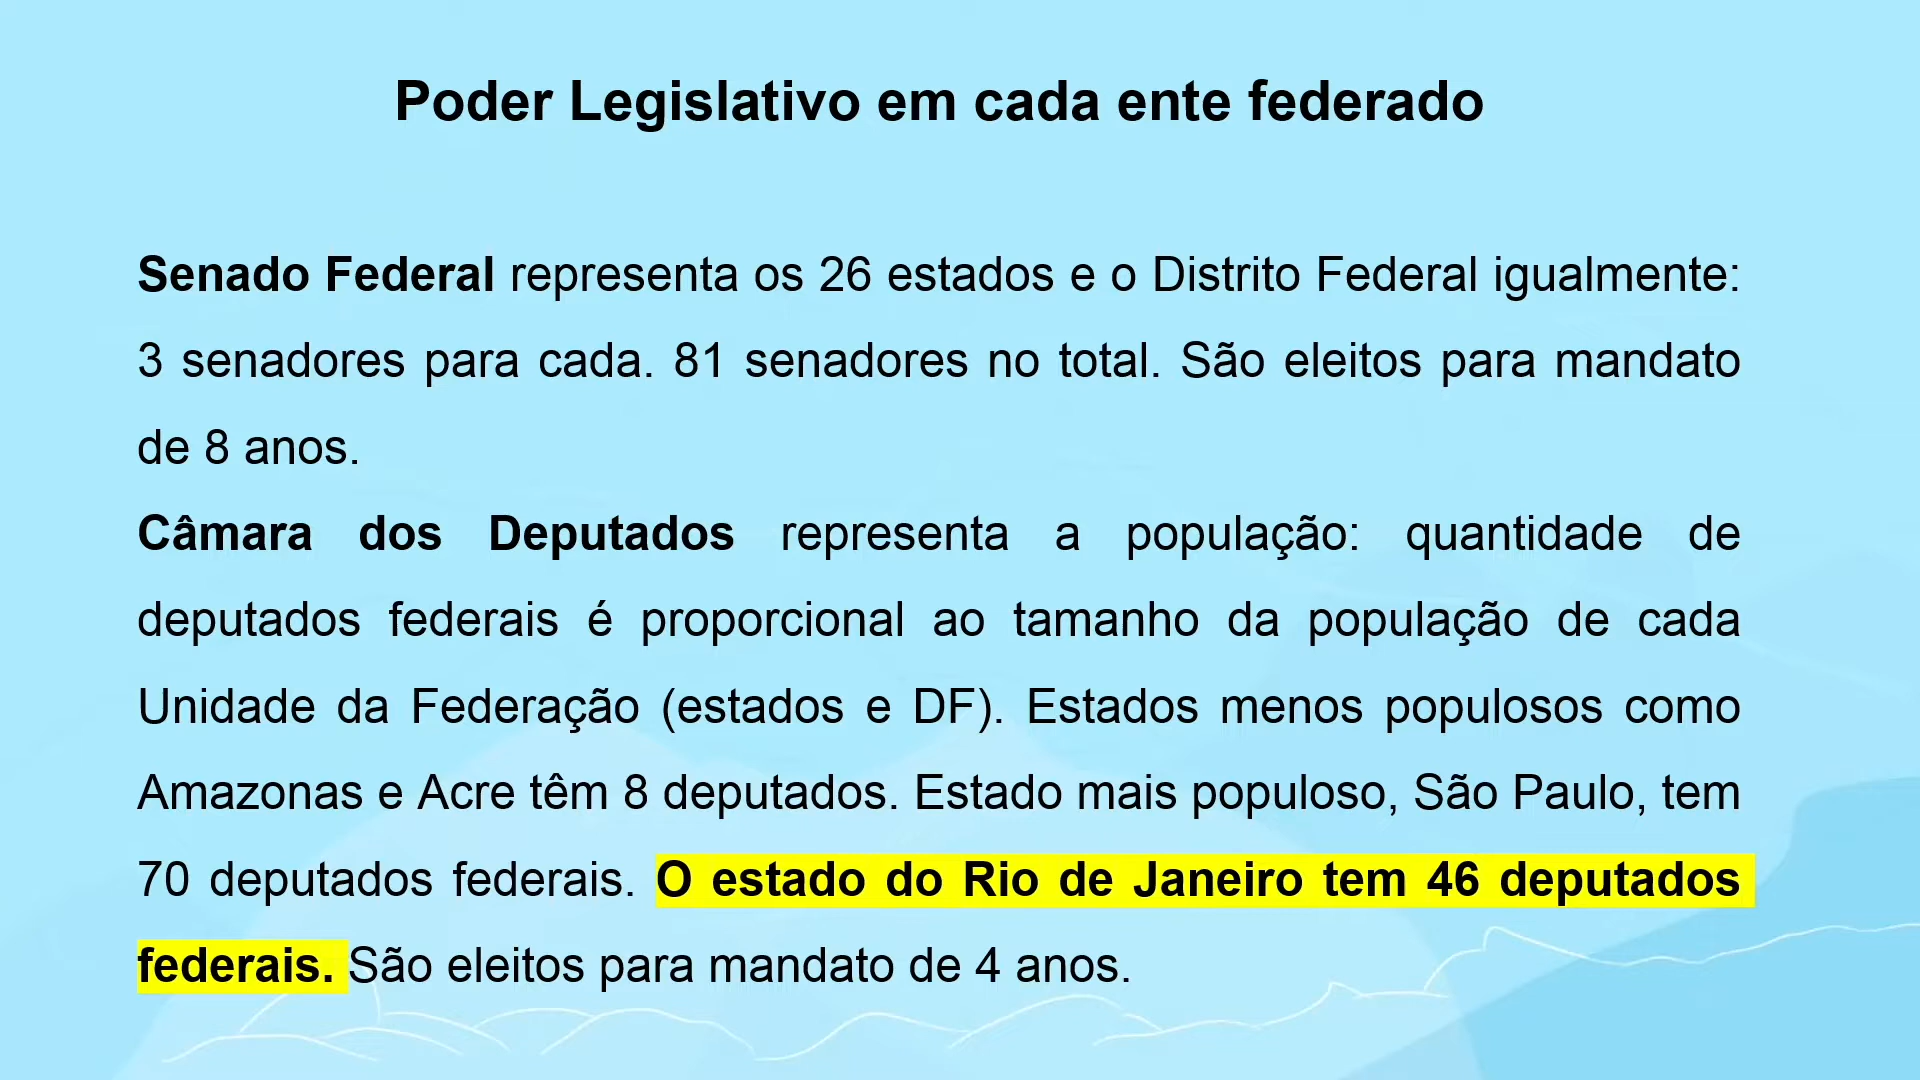 Poder Legislativo em cada ente federado
Senado Federal representa os 26 estados e o Distrito Federal igualmente:
3 senadores para cada. 81 senadores no total. São eleitos para mandato
de 8 anos.
Câmara dos Deputados representa a população: quantidade de
deputados federais é proporcional ao tamanho da população de cada
Unidade da Federação (estados e DF). Estados menos populosos como
Amazonas e Acre têm 8 deputados. Estado mais populoso, São Paulo, tem
70 deputados federais. O estado do Rio de Janeiro tem 46 deputados
federais. São eleitos para mandato de 4 anos.